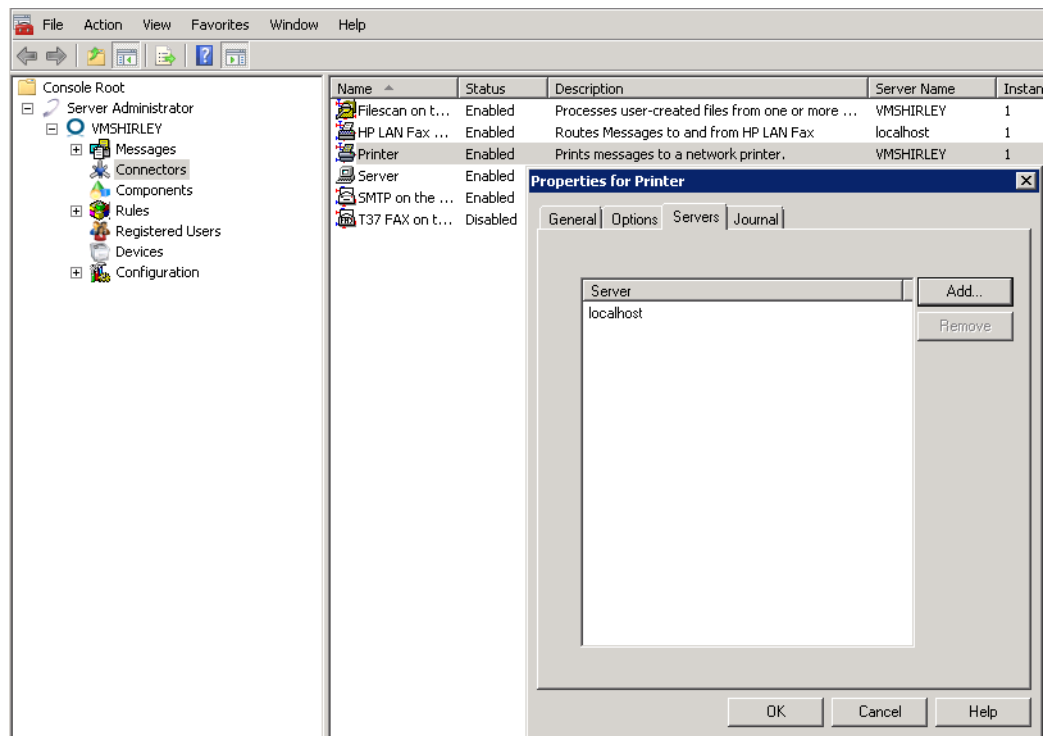 File Action View Favorites Window Help
Console Root
Server Administrator
VMSHIRLEY
Messages
Connectors
Components
Rules
Registered Users
Devices
Configuration
Name Status Description Server Name Instan
Filescan on t... Enabled Processes user-created files from one or more ... VMSHIRLEY 1
HP LAN Fax ... Enabled Routes Messages to and from HP LAN Fax localhost 1
Printer Enabled Prints messages to a network printer. VMSHIRLEY 1
Server Enabled
SMTP on the ... Enabled
T37 FAX on t... Disabled
Properties for Printer
General Options Servers Journal
Server
localhost
Add...
Remove
OK Cancel Help